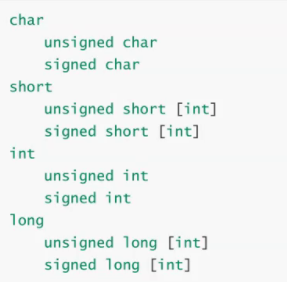 char
unsigned char
signed char
short
unsigned short [int]
signed short [int]
int
unsigned int
signed int
long
unsigned long [int]
signed long [int]